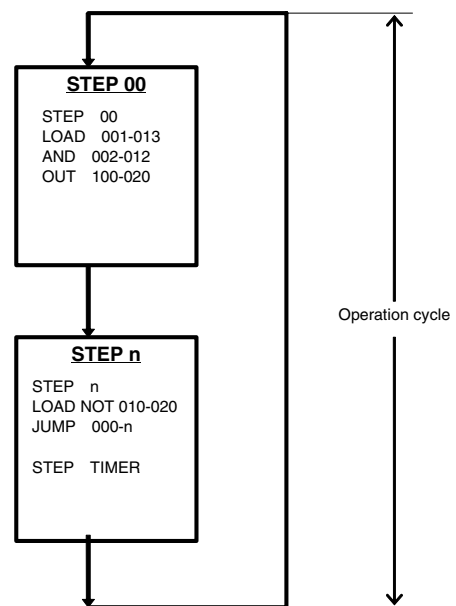 STEP 00
STEP 00
LOAD 001-013
AND 002-012
OUT 100-020
Operation cycle
STEP n
STEP n
LOAD NOT 010-020
JUMP 000-n
STEP TIMER